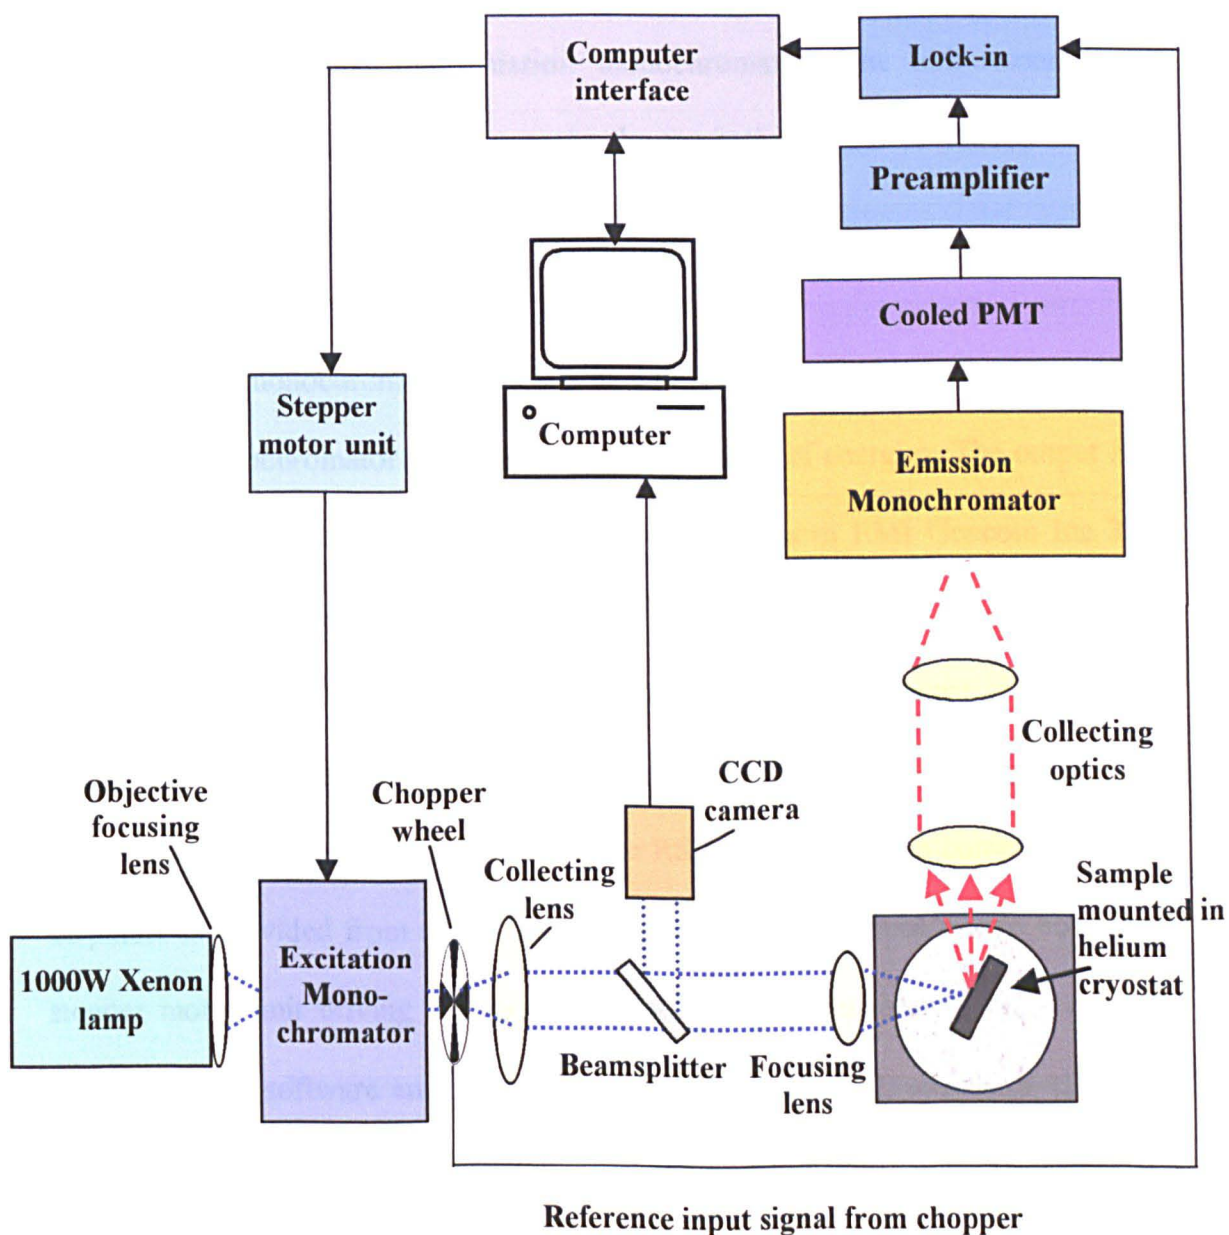 Computer
interface
Lock-in
Preamplifier
Cooled PMT
Stepper
motor unit
Computer
Emission
Monochromator
Collecting
optics
CCD
camera
Objective
focusing
lens
Chopper
wheel
Collecting
lens
Sample
mounted in
helium
cryostat
1000W Xenon
lamp
Excitation
Mono-
chromator
Beamsplitter
Focusing
lens
Reference input signal from chopper